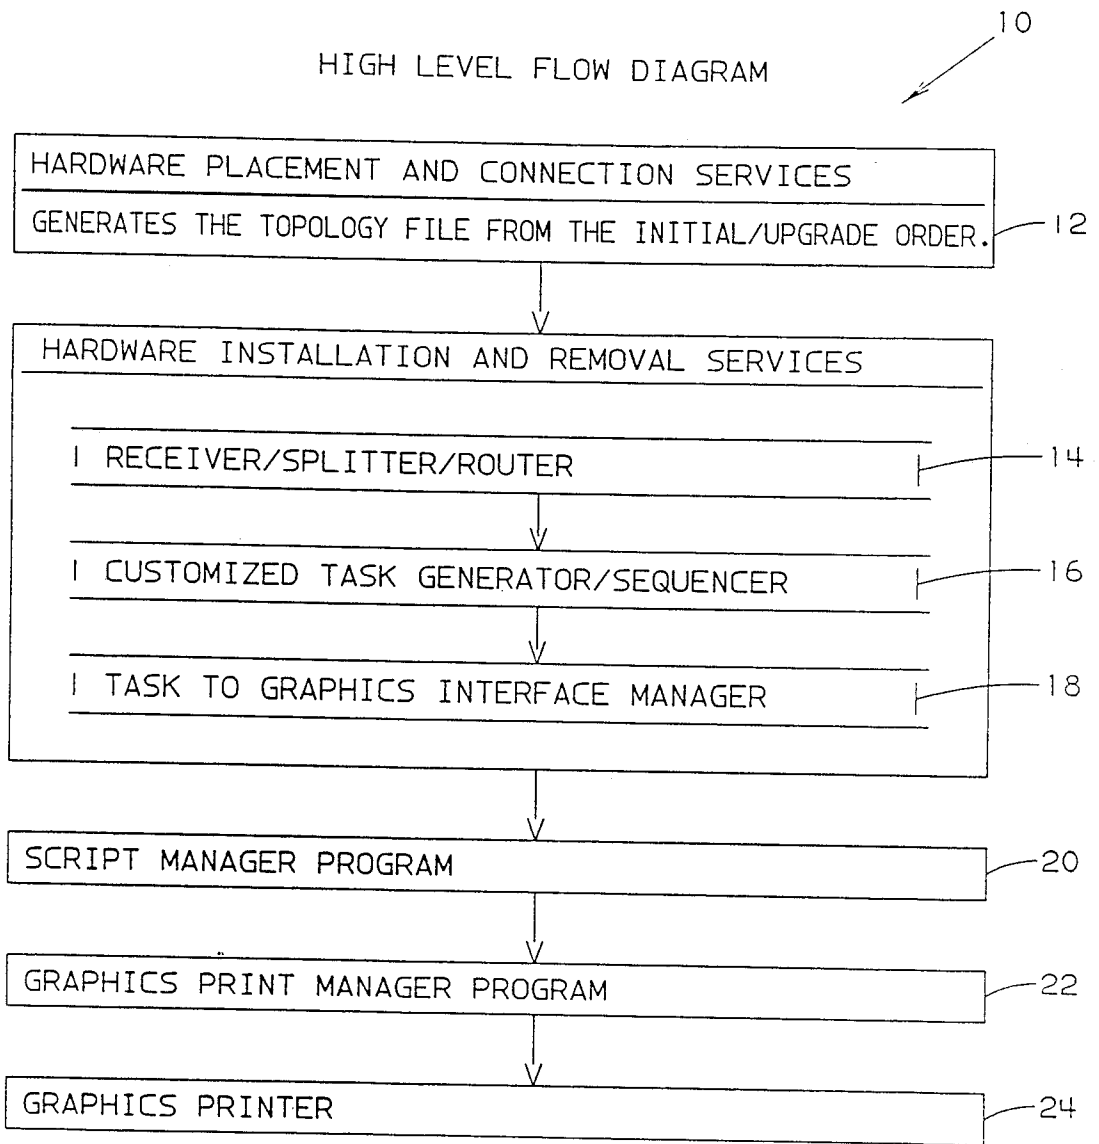 10
HIGH LEVEL FLOW DIAGRAM
HARDWARE PLACEMENT AND CONNECTION SERVICES
GENERATES THE TOPOLOGY FILE FROM THE INITIAL/UPGRADE ORDER.
12
HARDWARE INSTALLATION AND REMOVAL SERVICES
RECEIVER/SPLITTER/ROUTER
14
CUSTOMIZED TASK GENERATOR/SEQUENCER
16
TASK TO GRAPHICS INTERFACE MANAGER
18
SCRIPT MANAGER PROGRAM
20
GRAPHICS PRINT MANAGER PROGRAM
22
GRAPHICS PRINTER
24